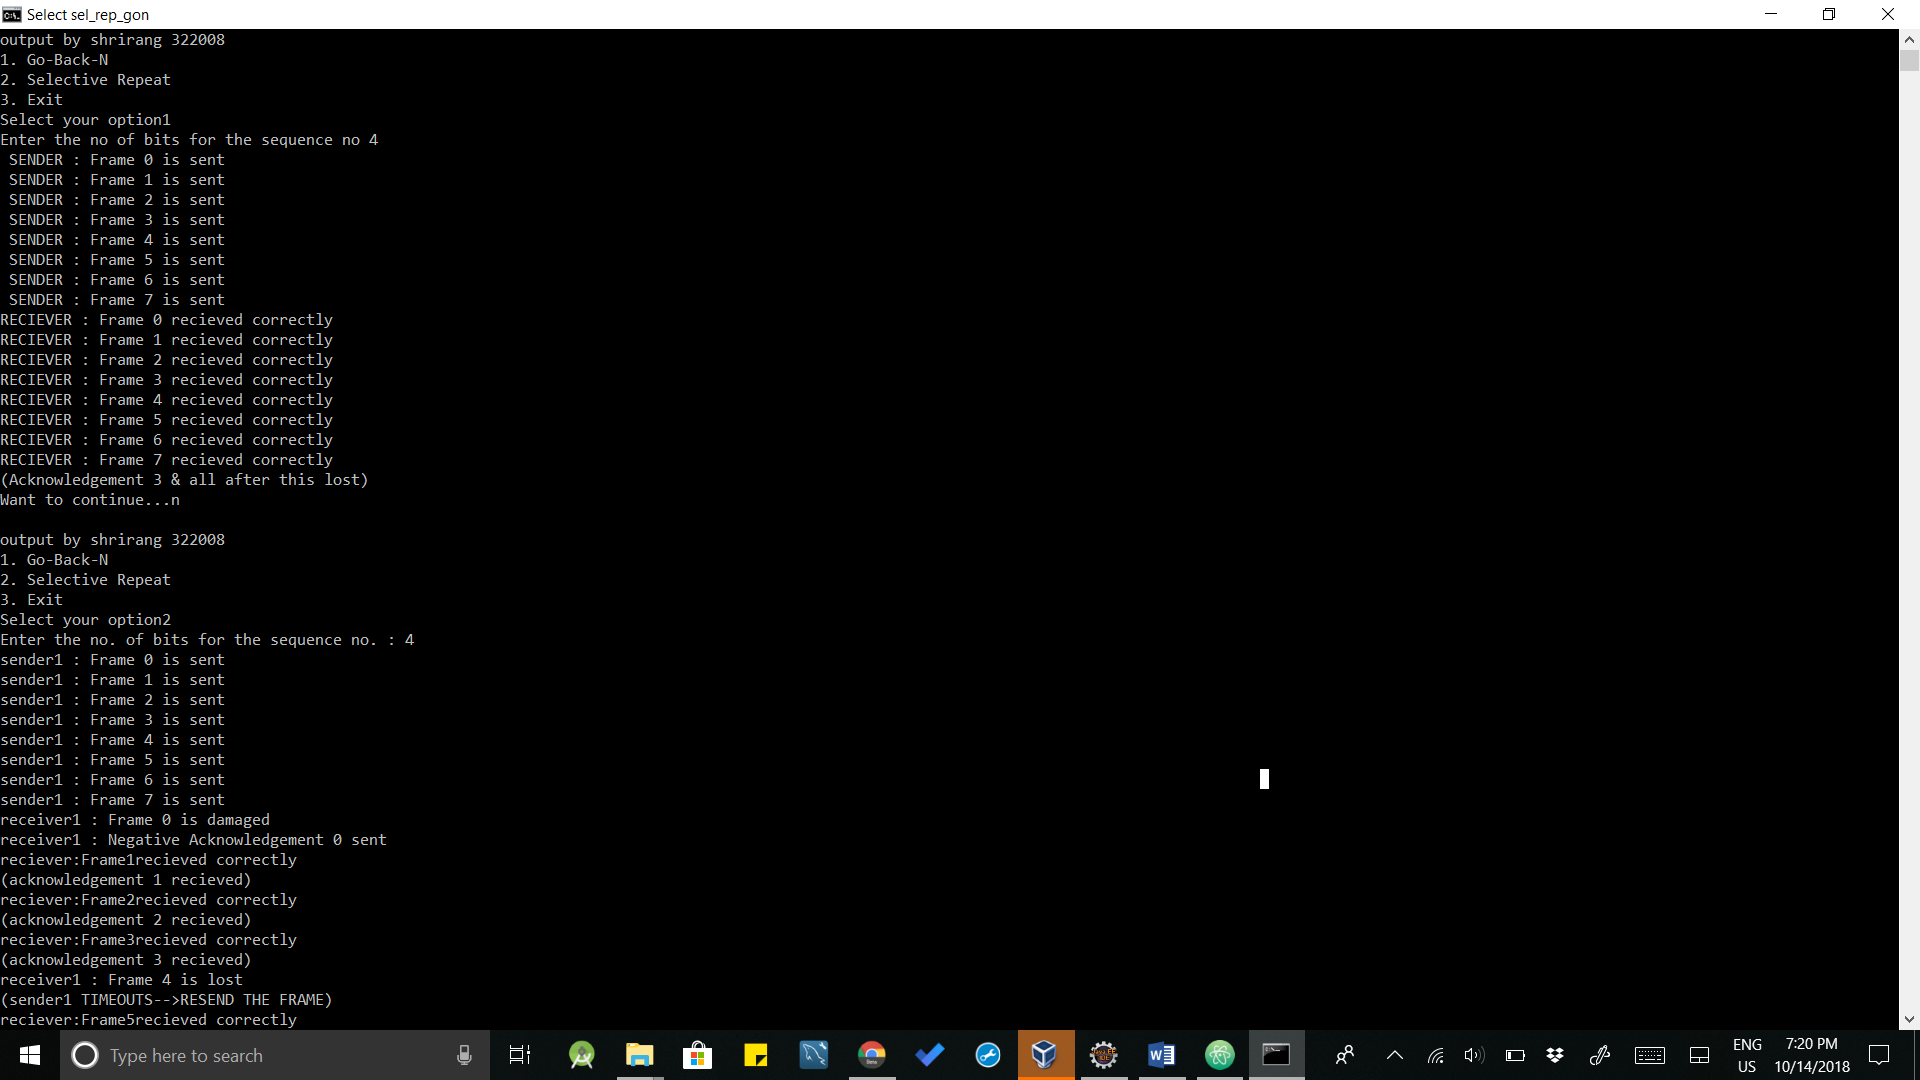 Select sel_rep_gon
output by shrirang 322008
1. Go-Back-N
2. Selective Repeat
3. Exit
Select your option1
Enter the no of bits for the sequence no 4
SENDER : Frame 0 is sent
SENDER : Frame 1 is sent
SENDER : Frame 2 is sent
SENDER : Frame 3 is sent
SENDER : Frame 4 is sent
SENDER : Frame 5 is sent
SENDER : Frame 6 is sent
SENDER : Frame 7 is sent
RECIEVER : Frame 0 recieved correctly
RECIEVER : Frame 1 recieved correctly
RECIEVER : Frame 2 recieved correctly
RECIEVER : Frame 3 recieved correctly
RECIEVER : Frame 4 recieved correctly
RECIEVER : Frame 5 recieved correctly
RECIEVER : Frame 6 recieved correctly
RECIEVER : Frame 7 recieved correctly
(Acknowledgement 3 & all after this lost)
Want to continue...n
output by shrirang 322008
1. Go-Back-N
2. Selective Repeat
3. Exit
Select your option2
Enter the no. of bits for the sequence no. : 4
sender1 : Frame 0 is sent
sender1 : Frame 1 is sent
sender1 : Frame 2 is sent
sender1 : Frame 3 is sent
sender1 : Frame 4 is sent
sender1 : Frame 5 is sent
sender1 : Frame 6 is sent
sender1 : Frame 7 is sent
receiver1 : Frame 0 is damaged
receiver1 : Negative Acknowledgement 0 sent
reciever:Frame1recieved correctly
(acknowledgement 1 recieved)
reciever:Frame2recieved correctly
(acknowledgement 2 recieved)
reciever:Frame3recieved correctly
(acknowledgement 3 recieved)
receiver1 : Frame 4 is lost
(sender1 TIMEOUTS-->RESEND THE FRAME)
reciever:Frame5recieved correctly
Type here to search
ENG
US
7:20 PM
10/14/2018